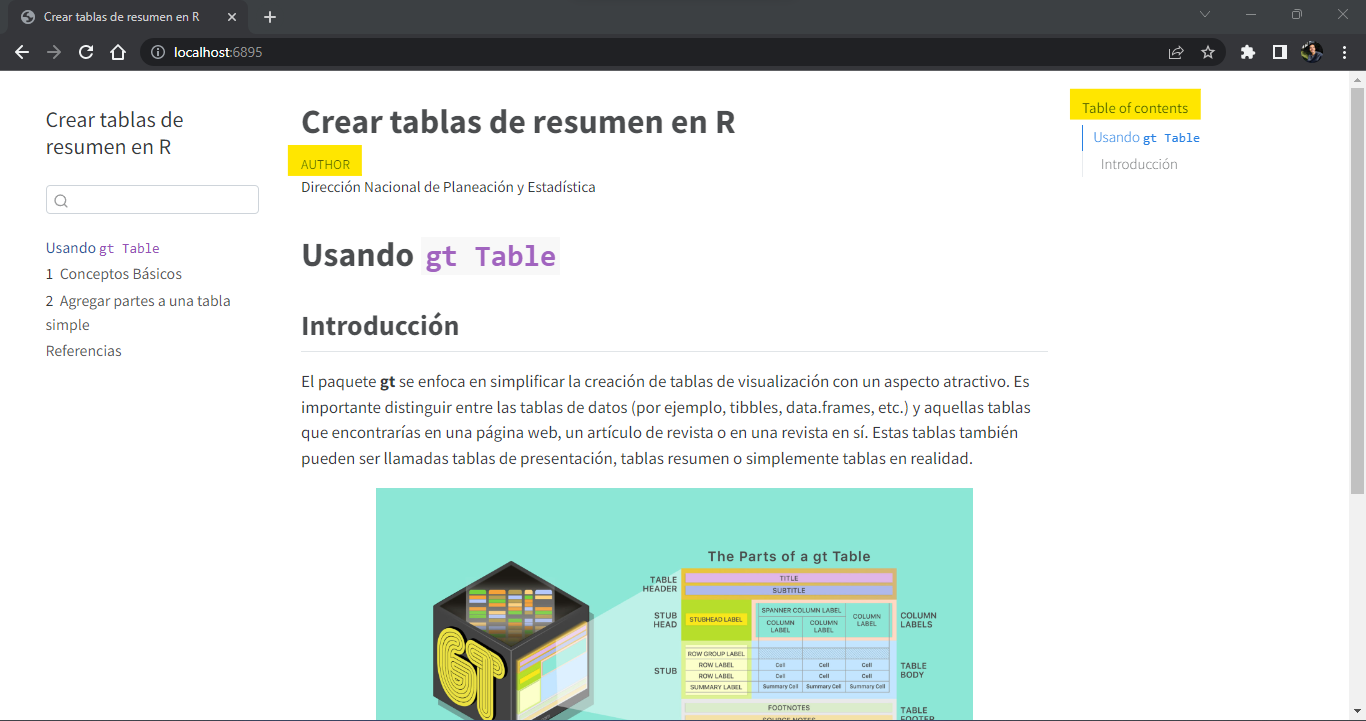 Crear tablas de resumen en R
localhost:6895
Crear tablas de
resumen en R
Usando gt Table
1 Conceptos Básicos
2 Agregar partes a una tabla
simple
Referencias
Crear tablas de resumen en R
AUTHOR
Dirección Nacional de Planeación y Estadística
Usando gt Table
Introducción
El paquete gt se enfoca en simplificar la creación de tablas de visualización con un aspecto atractivo. Es
importante distinguir entre las tablas de datos (por ejemplo, tibbles, data.frames, etc.) y aquellas tablas
que encontrarías en una página web, un artículo de revista o en una revista en sí. Estas tablas también
pueden ser llamadas tablas de presentación, tablas resumen o simplemente tablas en realidad.
GT
The Parts of a gt Table
TABLE
HEADER
TITLE
SUBTITLE
STUB
HEAD
STUBHEAD LABEL
SPANNER COLUMN LABEL
COLUMN
LABEL
COLUMN
LABEL
COLUMN
LABEL
COLUMN
LABELS
STUB
ROW GROUP LABEL
ROW LABEL Cell Cell Cell
ROW LABEL Cell Cell Cell
SUMMARY LABEL Summary Cell Summary Cell Summary Cell
TABLE
BODY
FOOTNOTES
SOURCE NOTES
TABLE
FOOTER
Table of contents
Usando gt Table
Introducción